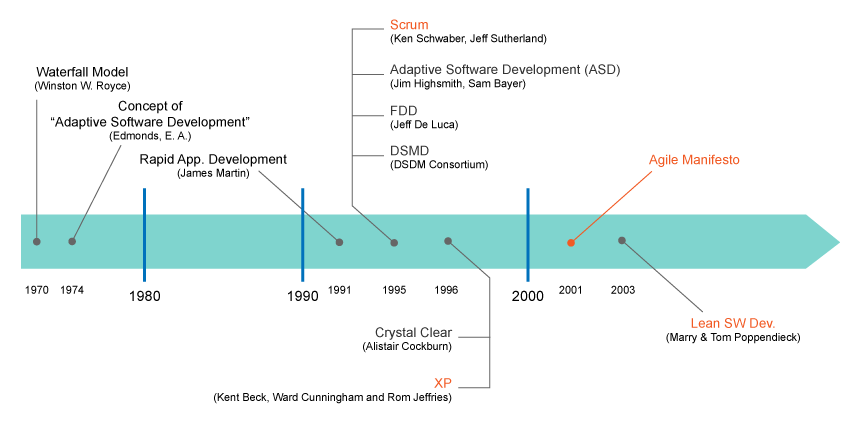 Scrum
(Ken Schwaber, Jeff Sutherland)
Adaptive Software Development (ASD)
(Jim Highsmith, Sam Bayer)
FDD
(Jeff De Luca)
DSMD
(DSDM Consortium)
Waterfall Model
(Winston W. Royce)
Concept of
“Adaptive Software Development”
(Edmonds, E. A.)
Rapid App. Development
(James Martin)
Agile Manifesto
1970
1974
1980
1990
1991
1995
1996
2000
2001
2003
Crystal Clear
(Alistair Cockburn)
XP
(Kent Beck, Ward Cunningham and Rom Jeffries)
Lean SW Dev.
(Marry & Tom Poppendieck)